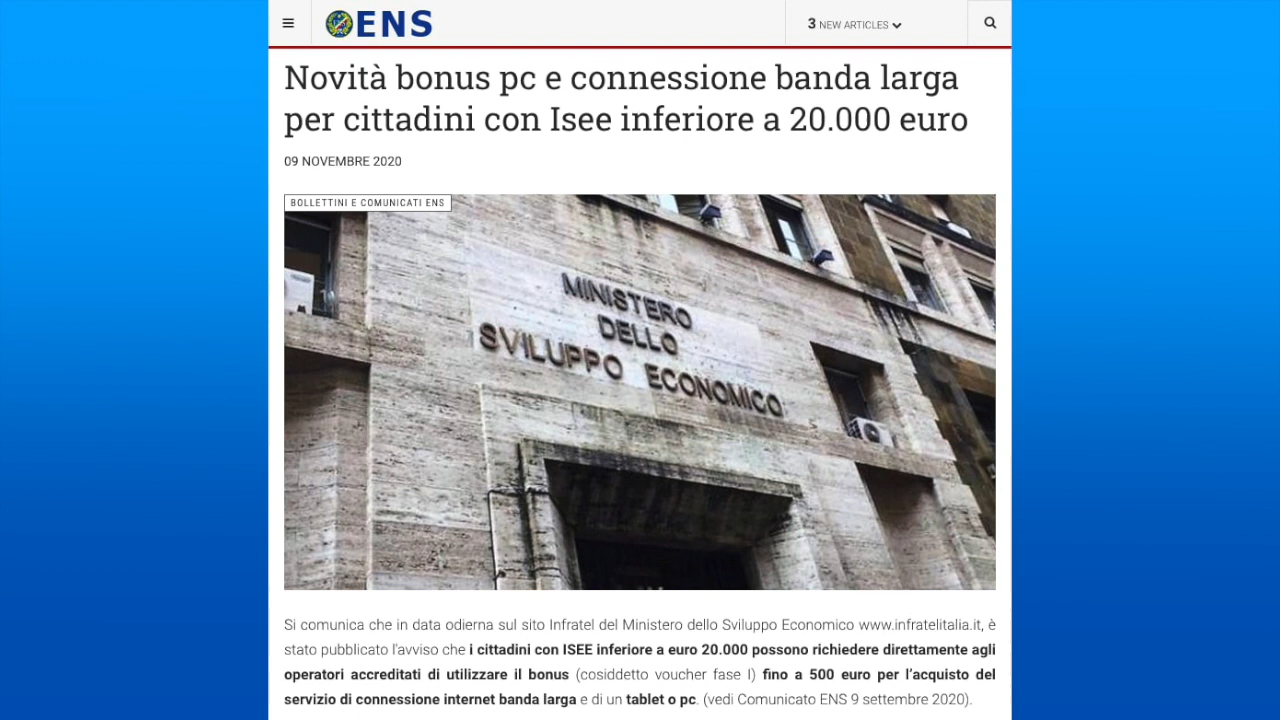 ENS
3 NEW ARTICLES
Novità bonus pc e connessione banda larga
per cittadini con Isee inferiore a 20.000 euro
09 NOVEMBRE 2020
BOLLETTINI E COMUNICATI ENS
MINISTERO
DELLO
SVILUPPO ECONOMICO
Si comunica che in data odierna sul sito Infratel del Ministero dello Sviluppo Economico www.infratelitalia.it, è
stato pubblicato l'avviso che i cittadini con ISEE inferiore a euro 20.000 possono richiedere direttamente agli
operatori accreditati di utilizzare il bonus (cosiddetto voucher fase I) fino a 500 euro per l'acquisto del
servizio di connessione internet banda larga e di un tablet o pc. (vedi Comunicato ENS 9 settembre 2020).